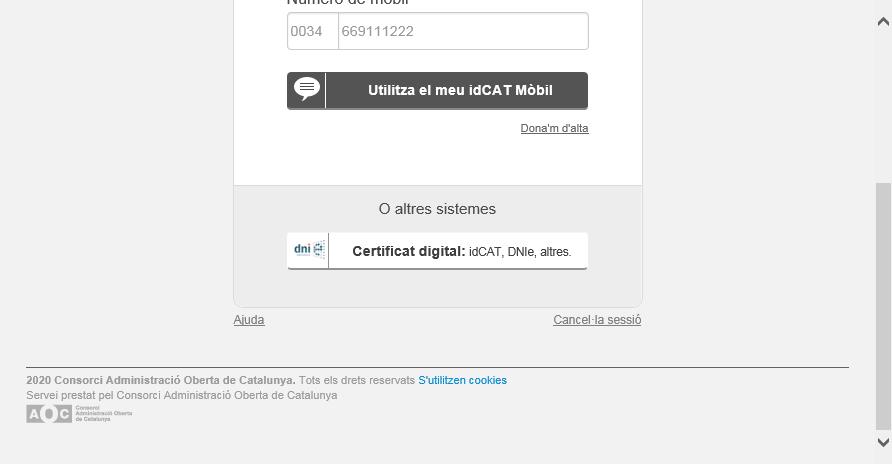 Número de mòbil
0034 669111222
Utilitza el meu idCAT Mòbil
Dona'm d'alta
O altres sistemes
dni Certificat digital: idCAT, DNIe, altres.
Ajuda Cancel·la sessió
2020 Consorci Administració Oberta de Catalunya. Tots els drets reservats S'utilitzen cookies
Servei prestat pel Consorci Administració Oberta de Catalunya
AOC Consorci
Administració Oberta
de Catalunya